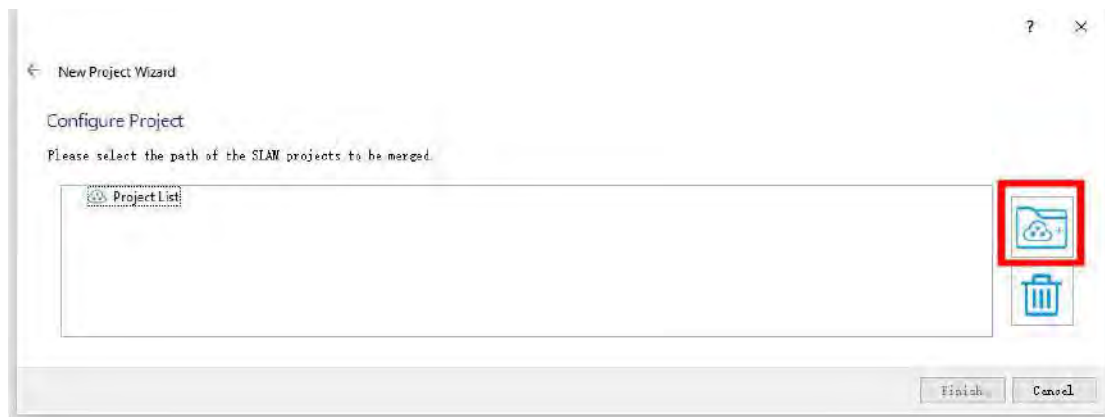 ?  ×
← New Project Wizard
Configure Project
Please select the path of the SLAM projects to be merged.
Project List
Finish  Cancel